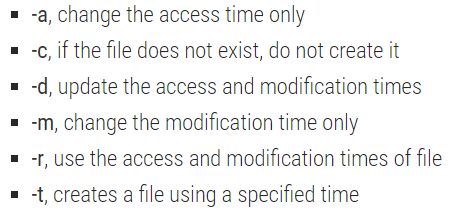 ▪ -a, change the access time only
▪ -c, if the file does not exist, do not create it
▪ -d, update the access and modification times
▪ -m, change the modification time only
▪ -r, use the access and modification times of file
▪ -t, creates a file using a specified time